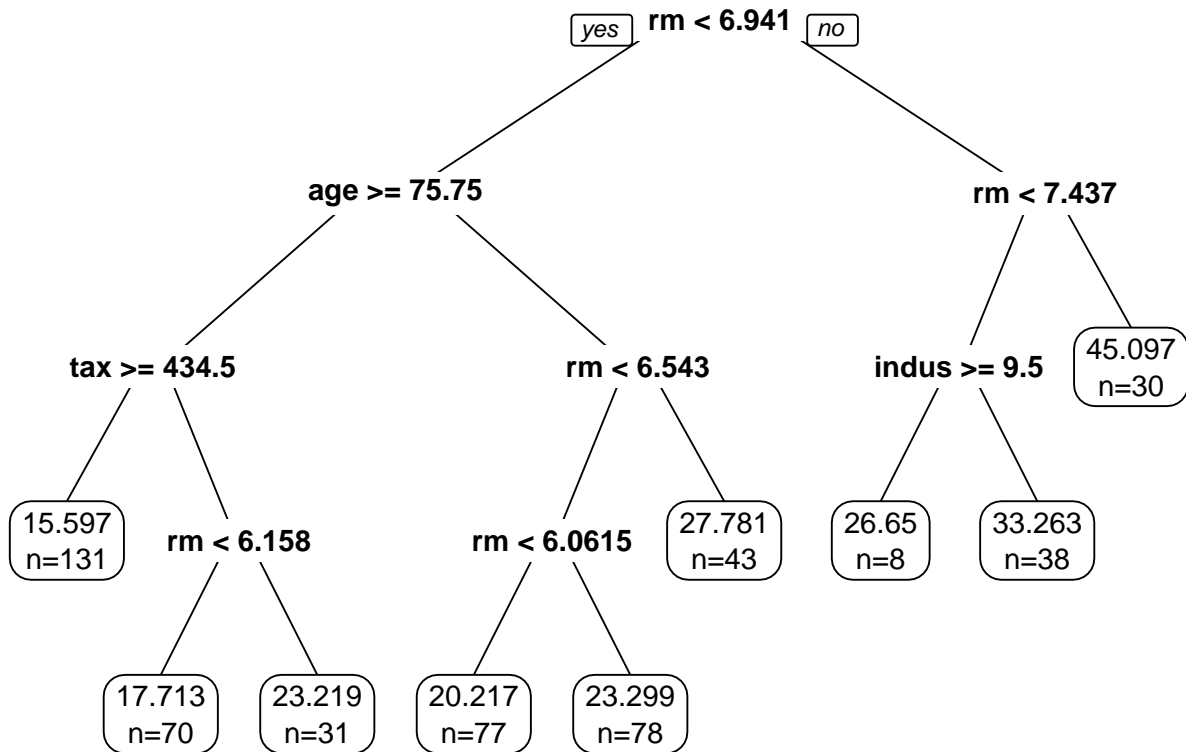 yes rm < 6.941 no
age >= 75.75
rm < 7.437
tax >= 434.5
rm < 6.543
indus >= 9.5
45.097
n=30
15.597
n=131
rm < 6.158
rm < 6.0615
27.781
n=43
26.65
n=8
33.263
n=38
17.713
n=70
23.219
n=31
20.217
n=77
23.299
n=78